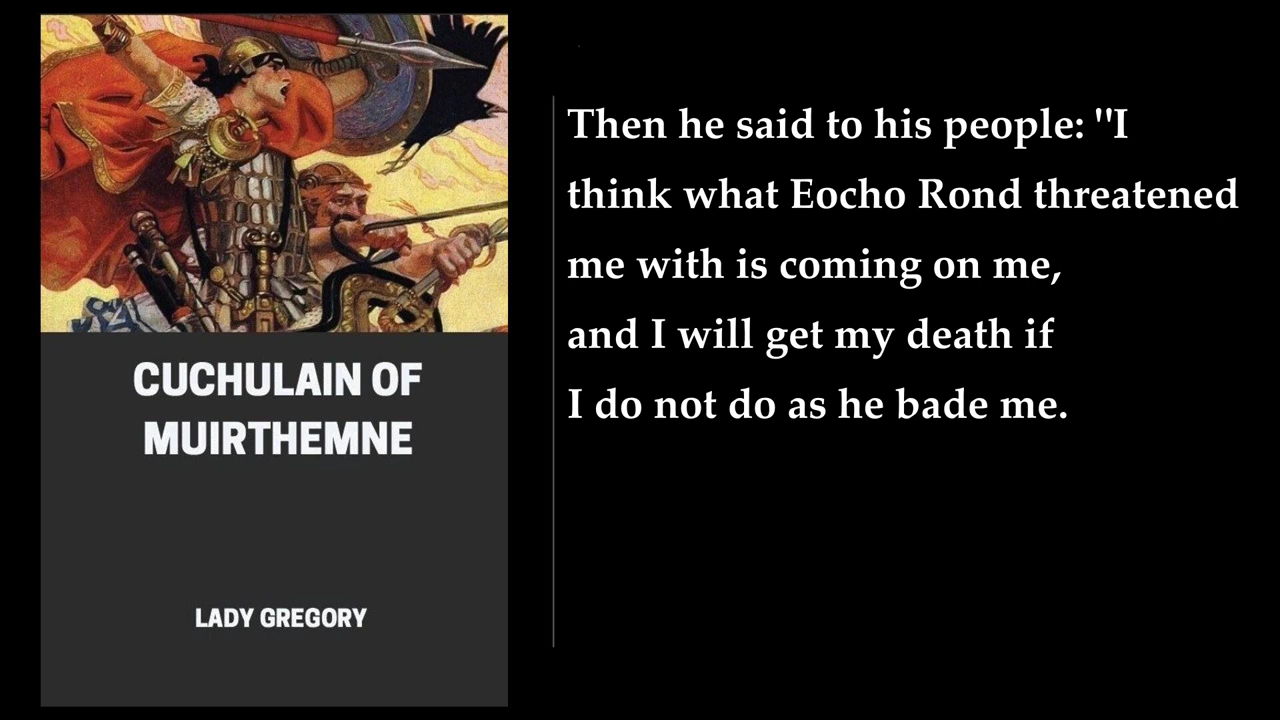 CUCHULAIN OF
MUIRTHEMNE
LADY GREGORY
Then he said to his people: "I
think what Eocho Rond threatened
me with is coming on me,
and I will get my death if
I do not do as he bade me.